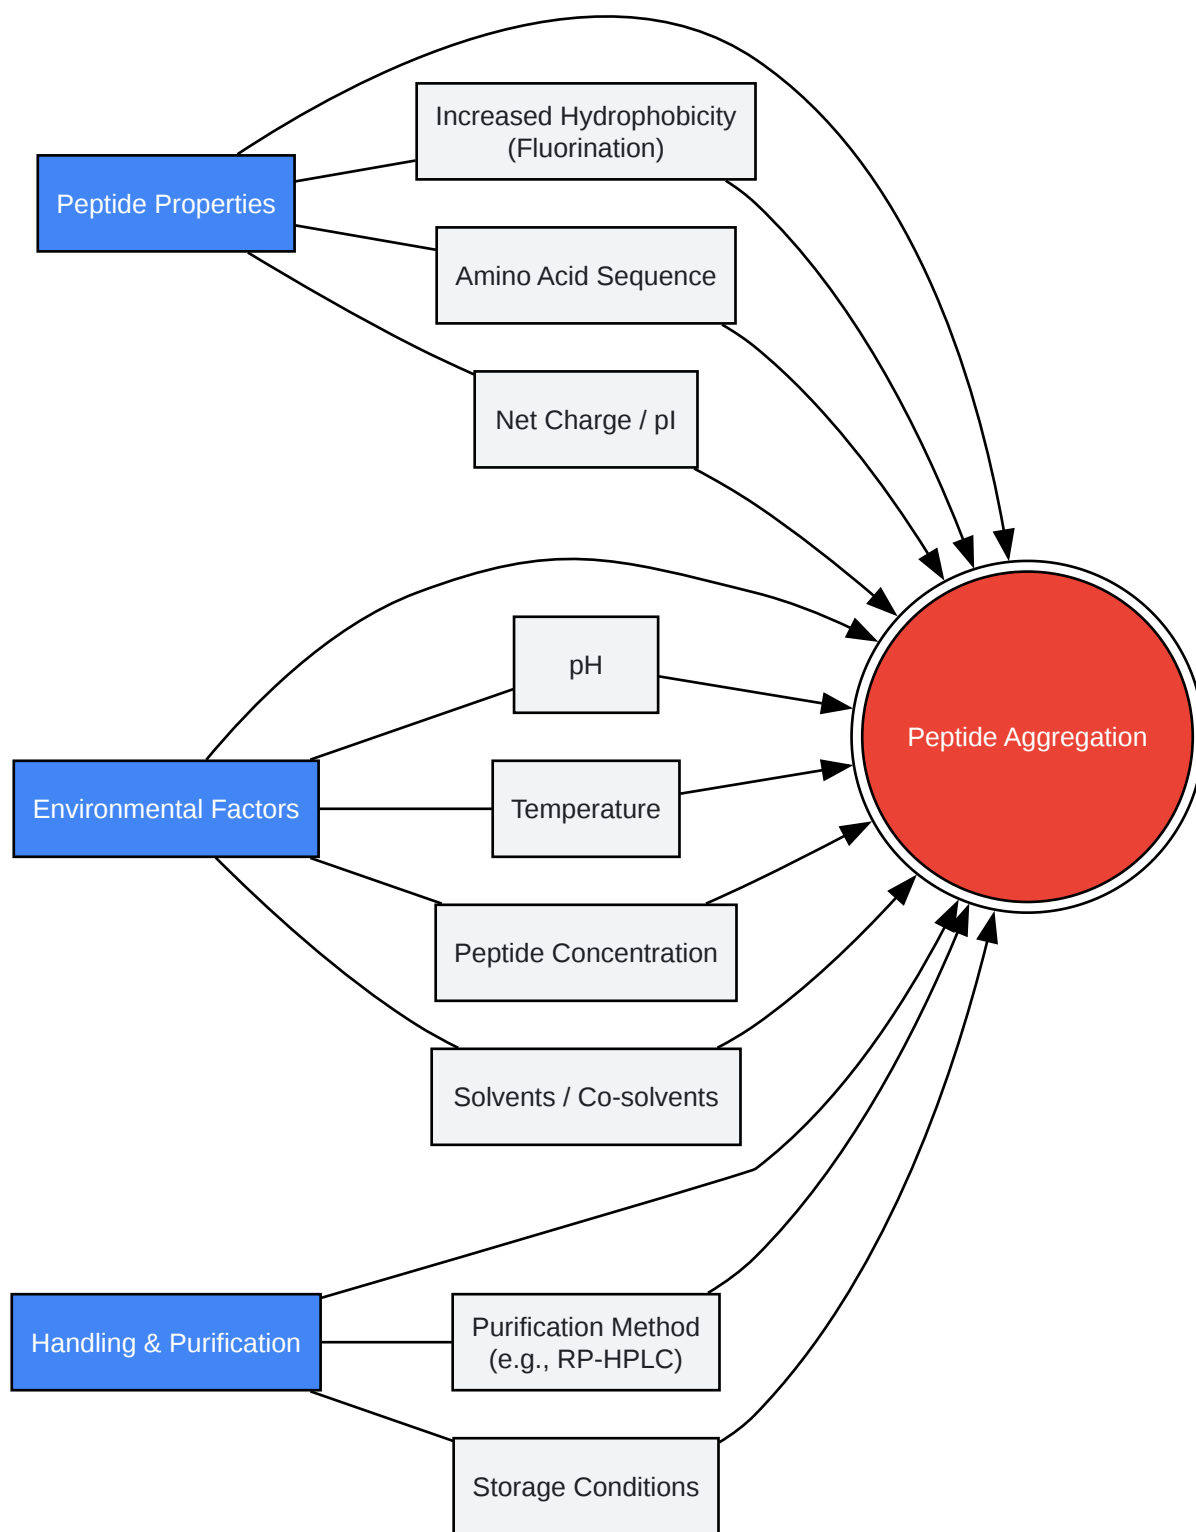 Increased Hydrophobicity
(Fluorination)
Peptide Properties
Amino Acid Sequence
Net Charge / pI
pH
Peptide Aggregation
Environmental Factors
Temperature
Peptide Concentration
Solvents / Co-solvents
Handling & Purification
Purification Method
(e.g., RP-HPLC)
Storage Conditions